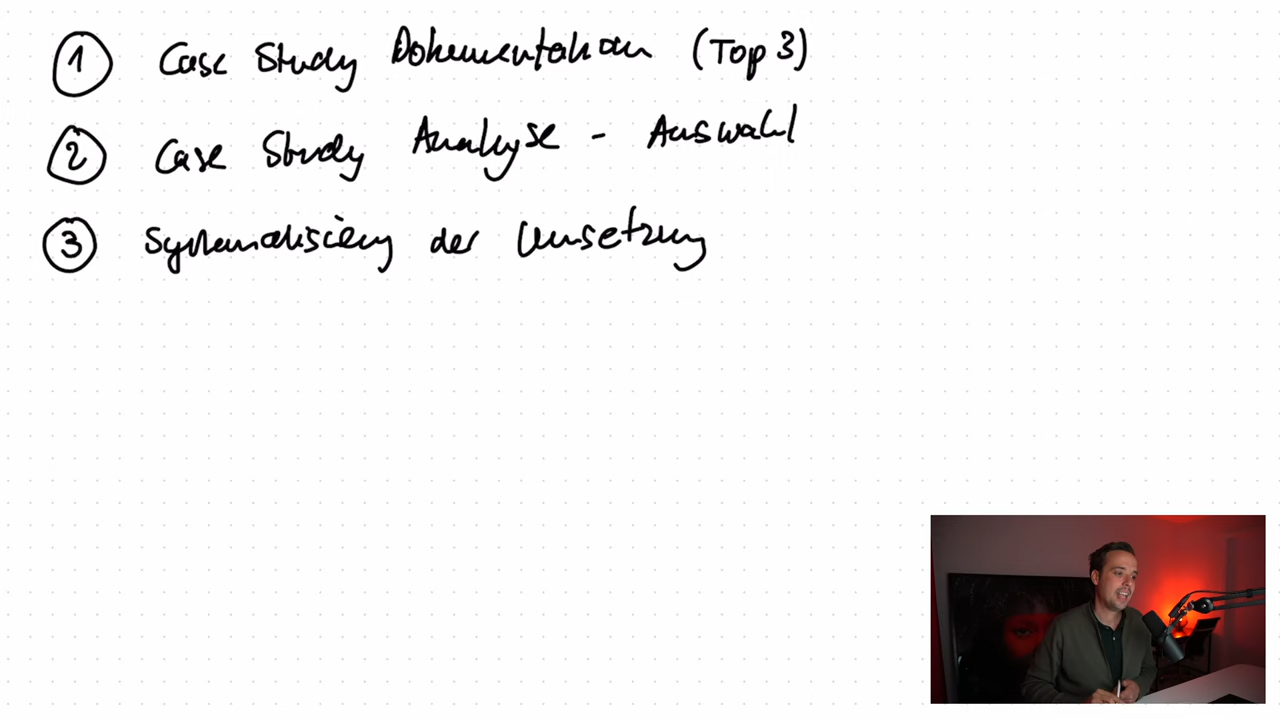 1 Case Study Dokumentation (Top 3)
2 Case Study Analyse - Auswahl
3 Systematisierung der Umsetzung